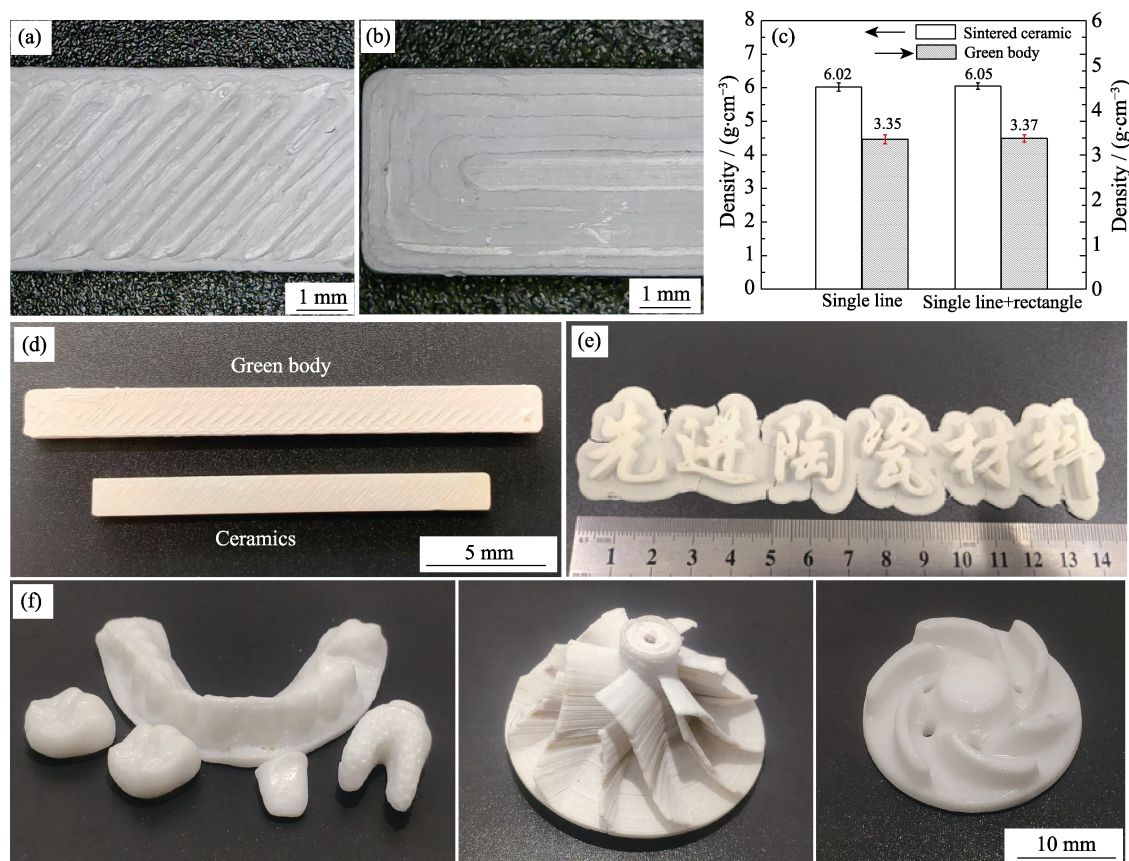 (a)
1 mm
(b)
1 mm
(c)
Sintered ceramic
Green body
Density / (g·cm⁻³)
8
7
6
5
4
3
2
1
0
6.02
3.35
6.05
3.37
6
5
4
3
2
1
0
Density / (g·cm⁻³)
Single line
Single line+rectangle
(d)
Green body
Ceramics
5 mm
(e)
先进陶瓷材料
1 2 3 4 5 6 7 8 9 10 11 12 13 14
(f)
10 mm